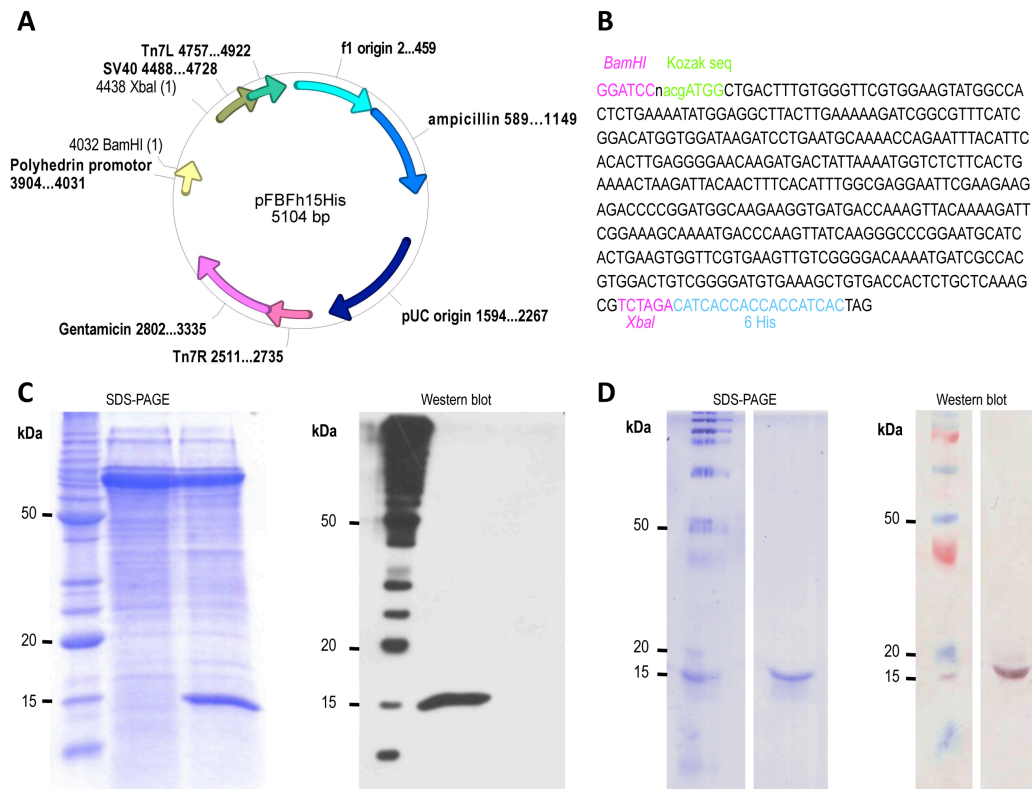 A
Tn7L 4757...4922
SV40 4488...4728
4438 XbaI (1)
f1 origin 2...459
ampicillin 589...1149
4032 BamHI (1)
Polyhedrin promotor
3904...4031
pFBFh15His
5104 bp
Gentamicin 2802...3335
Tn7R 2511...2735
pUC origin 1594...2267
B
BamHI Kozak seq
GGATCCnacgATGGCTGACTTTGTGGGTTCGTGGAAGTATGGCCA
CTCTGAAAATATGGAGGCTTACTTGAAAAAGATCGGCGTTTCATC
GGACATGGTGGATAAGATCCTGAATGCAAAACCAGAATTTACATTC
ACACTTGAGGGGAACAAGATGACTATTAAAATGGTCTCTTCACTG
AAAACTAAGATTACAACTTTCACATTTGGCGAGGAATTCGAAGAAG
AGACCCCGGATGGCAAGAAGGTGATGACCAAAGTTACAAAAGATT
CGGAAAGCAAAATGACCCAAGTTATCAAGGGCCCGGAATGCATC
ACTGAAGTGGTTCGTGAAGTTGTCGGGGACAAAATGATCGCCAC
GTGGACTGTCGGGGATGTGAAAGCTGTGACCACTCTGCTCAAAG
CGTCTAGACATCACCACCACCATCACTAG
XbaI 6 His
C
SDS-PAGE
kDa
50
20
15
Western blot
kDa
50
20
15
D
SDS-PAGE
kDa
50
20
15
Western blot
kDa
50
20
15